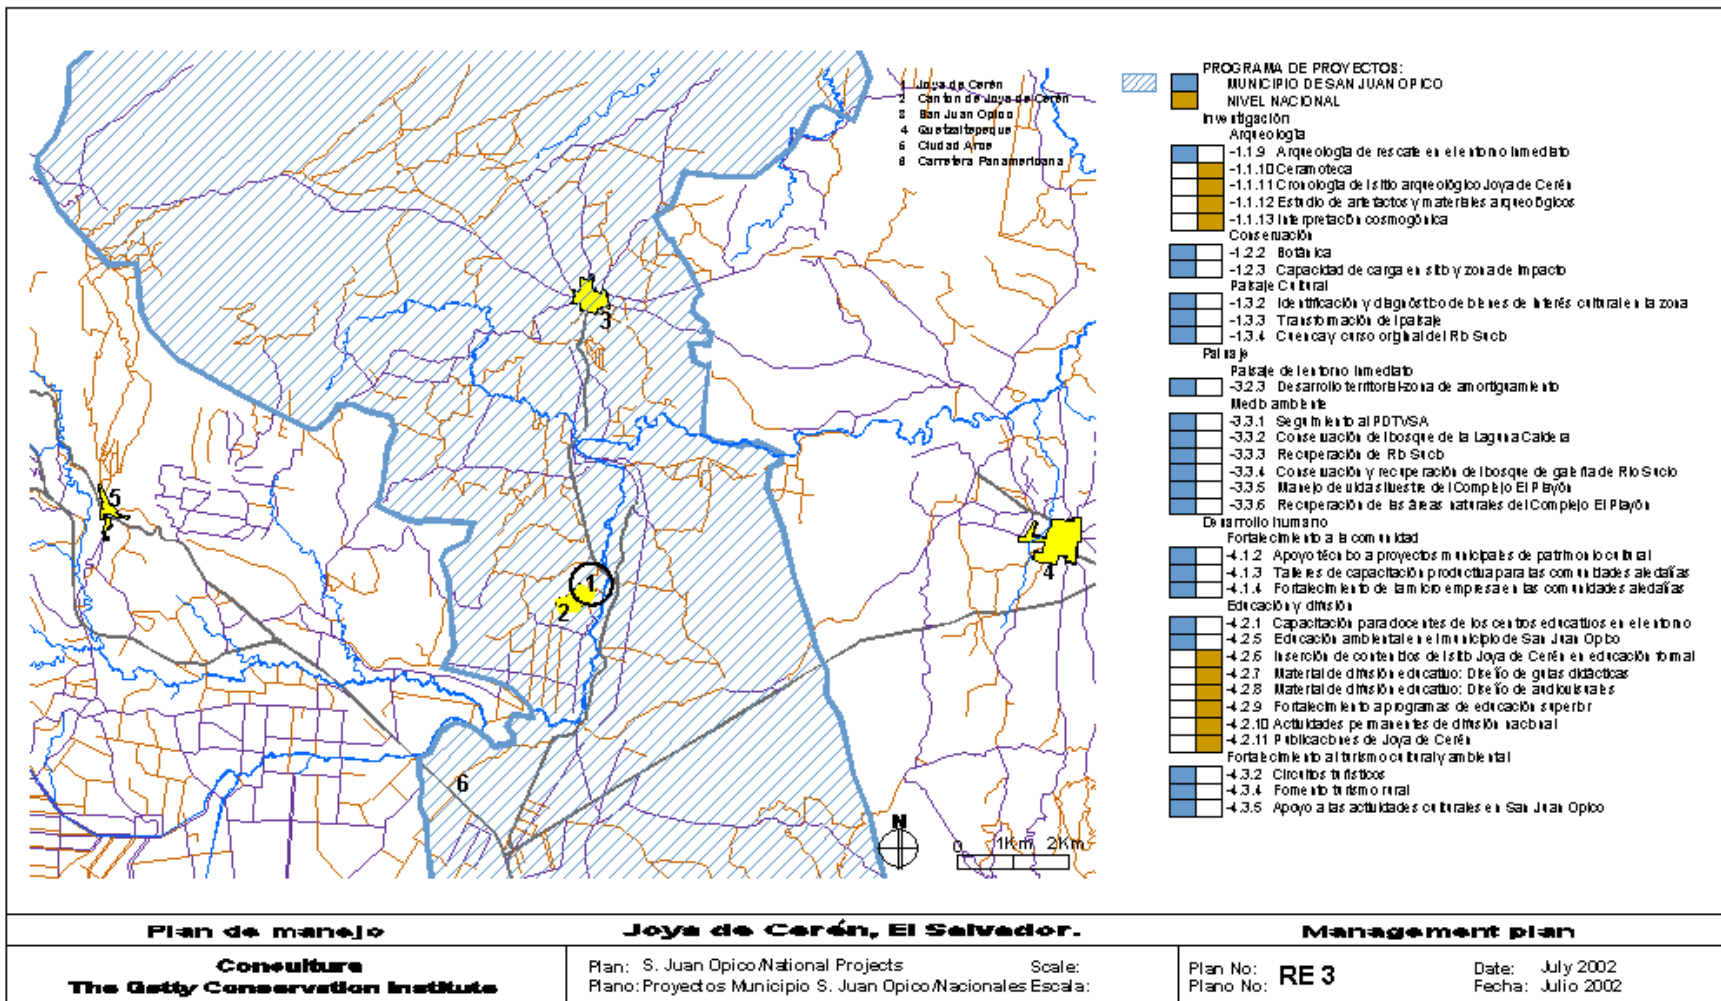 1 Joya de Cerén
2 Canton de Joya de Cerén
3 San Juan Opico
4 Quetzaltepeque
5 Ciudad Arce
6 Carretera Panamericana
PROGRAMA DE PROYECTOS:
MUNICIPIO DE SAN JUAN OPICO
NIVEL NACIONAL
Investigación
Arqueología
-1.1.9 Arqueología de rescate en el entorno inmediato
-1.1.10 Ceramoteca
-1.1.11 Cronología del sitio arqueológico Joya de Cerén
-1.1.12 Estudio de artefactos y materiales arqueológicos
-1.1.13 Interpretación cosmogónica
Conservación
-1.2.2 Botánica
-1.2.3 Capacidad de carga en sitio y zona de impacto
Paisaje Cultural
-1.3.2 Identificación y diagnóstico de bienes de interés cultural en la zona
-1.3.3 Transformación del paisaje
-1.3.4 Cuenca y curso original del Río Sucio
Paisaje
Paisaje del entorno inmediato
-3.2.3 Desarrollo territorial-zona de amortiguamiento
Medio ambiente
-3.3.1 Seguimiento al PDTVSA
-3.3.2 Conservación del bosque de la Laguna Caldera
-3.3.3 Recuperación de Río Sucio
-3.3.4 Conservación y recuperación del bosque de galería de Río Sucio
-3.3.5 Manejo de vida silvestre del Complejo El Playón
-3.3.6 Recuperación de las áreas naturales del Complejo El Playón
Desarrollo humano
Fortalecimiento a la comunidad
-4.1.2 Apoyo técnico a proyectos municipales de patrimonio cultural
-4.1.3 Talleres de capacitación productiva para las comunidades aledañas
-4.1.4 Fortalecimiento de la micro empresa en las comunidades aledañas
Educación y difusión
-4.2.1 Capacitación para docentes de los centros educativos en el entorno
-4.2.5 Educación ambiental en el municipio de San Juan Opico
-4.2.6 Inserción de contenidos del sitio Joya de Cerén en educación formal
-4.2.7 Material de difusión educativo: Diseño de guías didácticas
-4.2.8 Material de difusión educativo: Diseño de audiovisuales
-4.2.9 Fortalecimiento a programas de educación superior
-4.2.10 Actividades permanentes de difusión nacional
-4.2.11 Publicaciones de Joya de Cerén
Fortalecimiento al turismo cultural y ambiental
-4.3.2 Circuitos turísticos
-4.3.4 Fomento turismo rural
-4.3.5 Apoyo a las actividades culturales en San Juan Opico
3
5
1
2
4
6
N
0 1Km 2Km
Plan de manejo
Joya de Cerén, El Salvador.
Management plan
Concultura
The Getty Conservation Institute
Plan: S. Juan Opico/National Projects Scale:
Plano: Proyectos Municipio S. Juan Opico/Nacionales Escala:
Plan No: RE 3
Plano No:
Date: July 2002
Fecha: Julio 2002